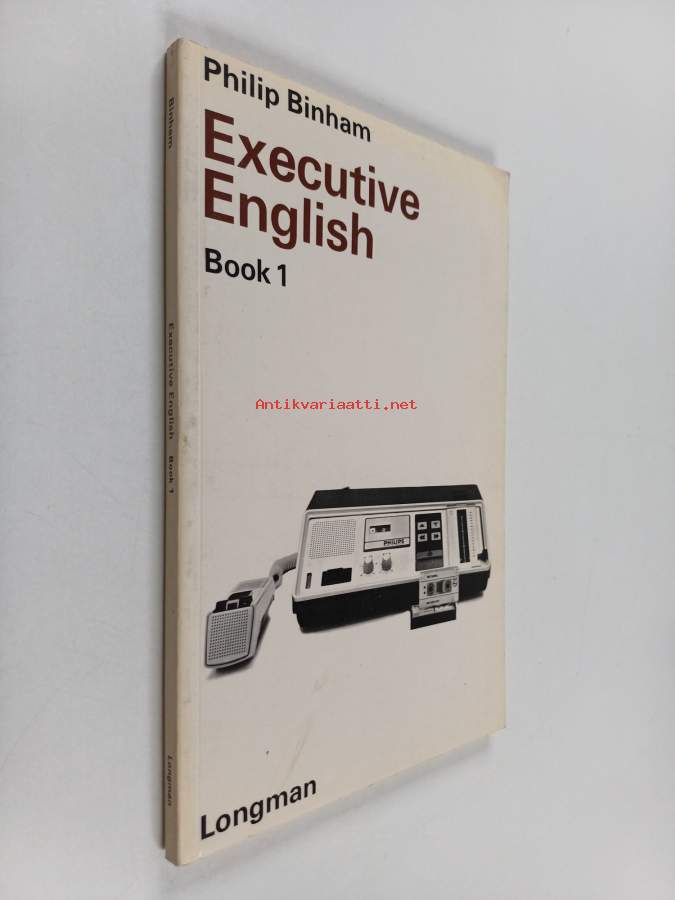 Philip Binham
Executive
English
Book 1
Antikvariaatti.net
PHILIPS
Longman
Binham
Executive English Book 1
Longman